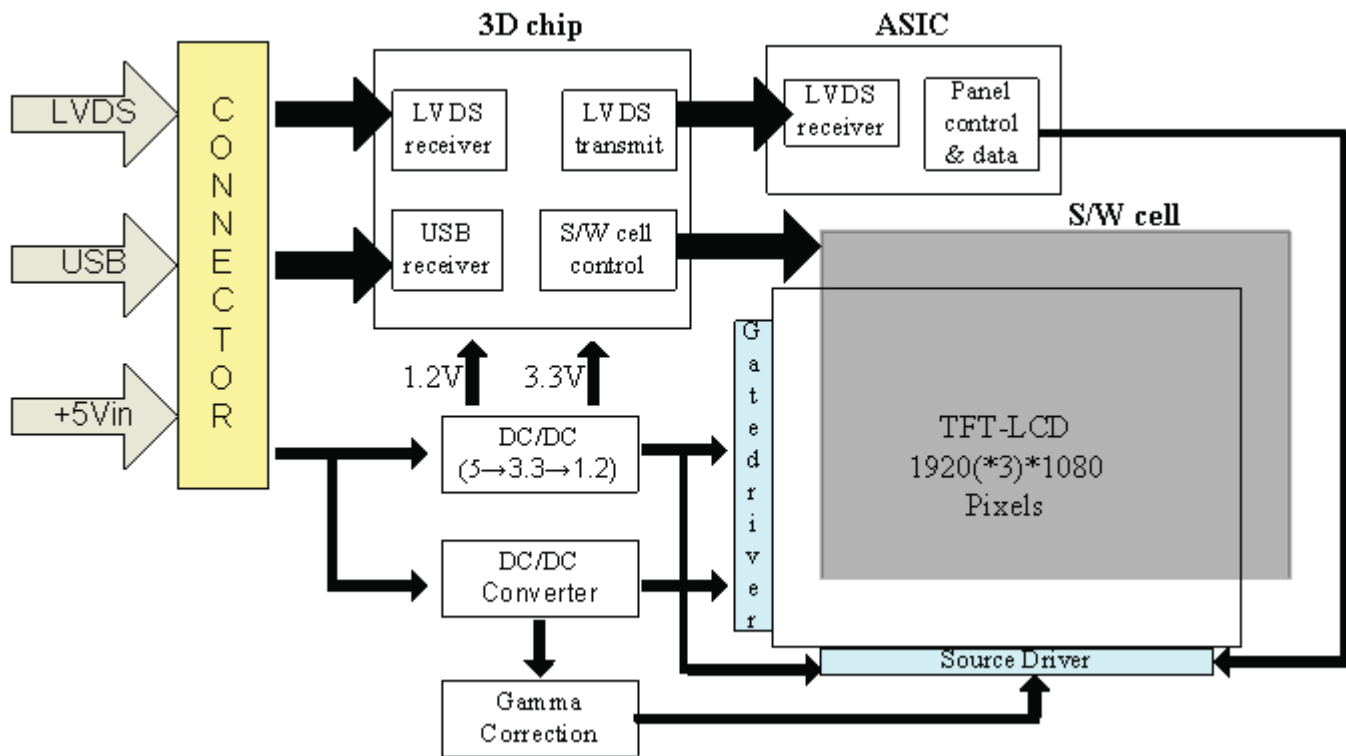 3D chip
ASIC
LVDS
USB
+5Vin
CONNECTOR
LVDS
receiver
LVDS
transmit
USB
receiver
S/W cell
control
LVDS
receiver
Panel
control
& data
S/W cell
1.2V
3.3V
DC/DC
(5→3.3→1.2)
DC/DC
Converter
Gamma
Correction
Gatedriver
TFT-LCD
1920(*3)*1080
Pixels
Source Driver